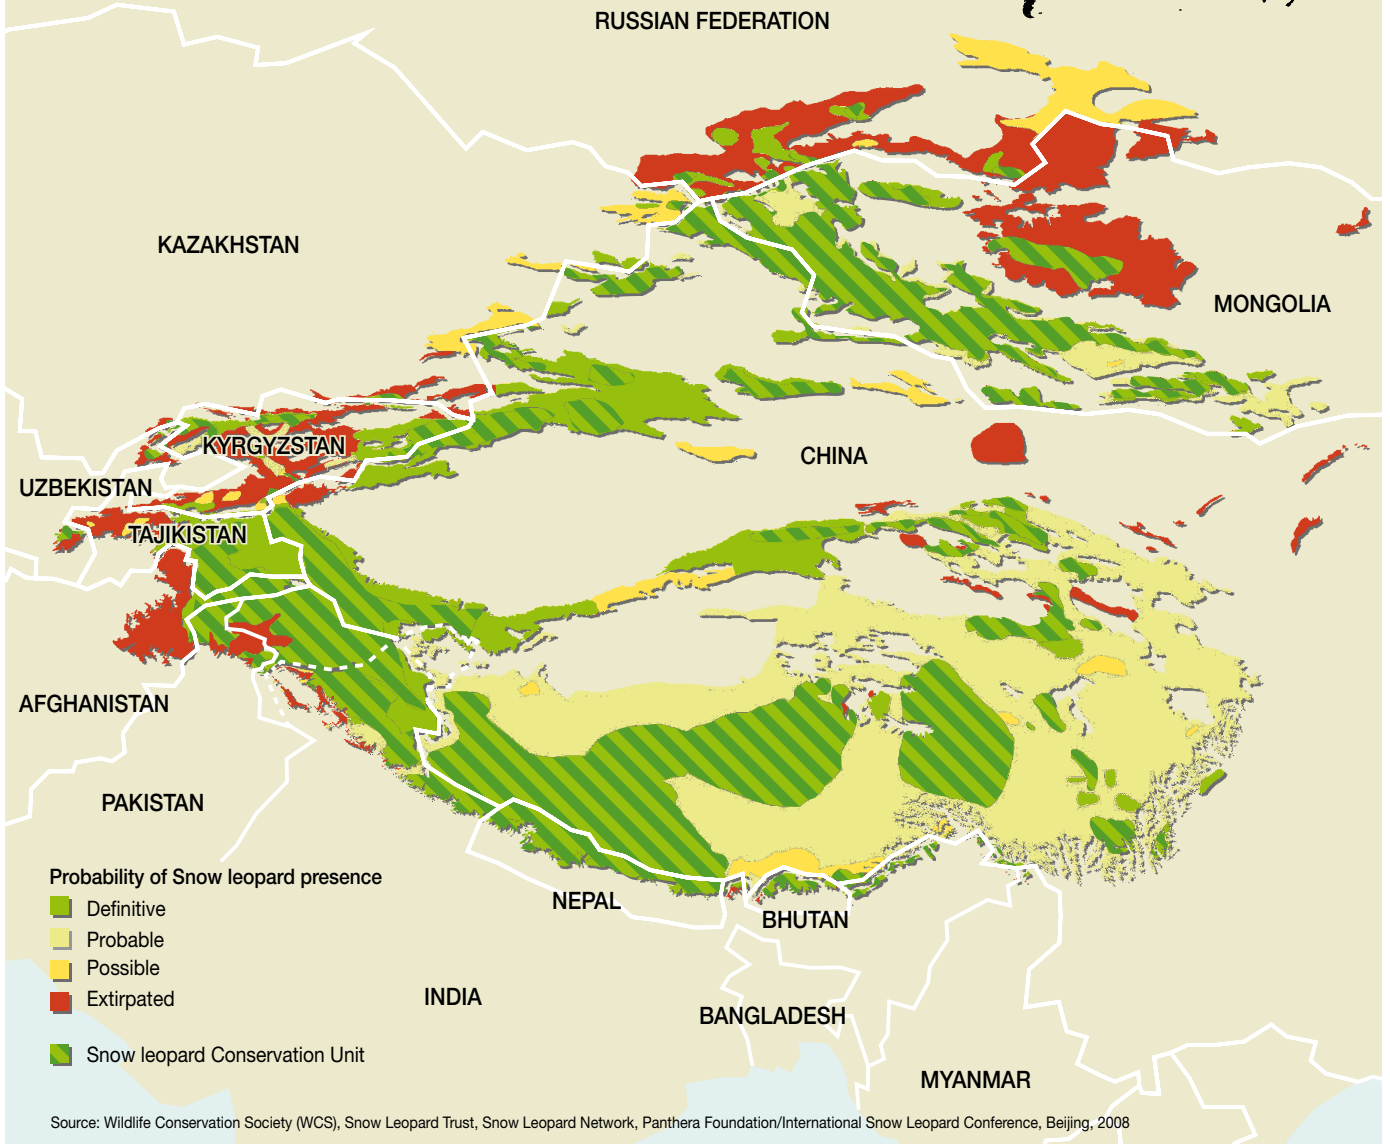 RUSSIAN FEDERATION
KAZAKHSTAN
MONGOLIA
KYRGYZSTAN
CHINA
UZBEKISTAN
TAJIKISTAN
AFGHANISTAN
PAKISTAN
Probability of Snow leopard presence
Definitive
Probable
Possible
Extirpated
Snow leopard Conservation Unit
NEPAL
BHUTAN
INDIA
BANGLADESH
MYANMAR
Source: Wildlife Conservation Society (WCS), Snow Leopard Trust, Snow Leopard Network, Panthera Foundation/International Snow Leopard Conference, Beijing, 2008